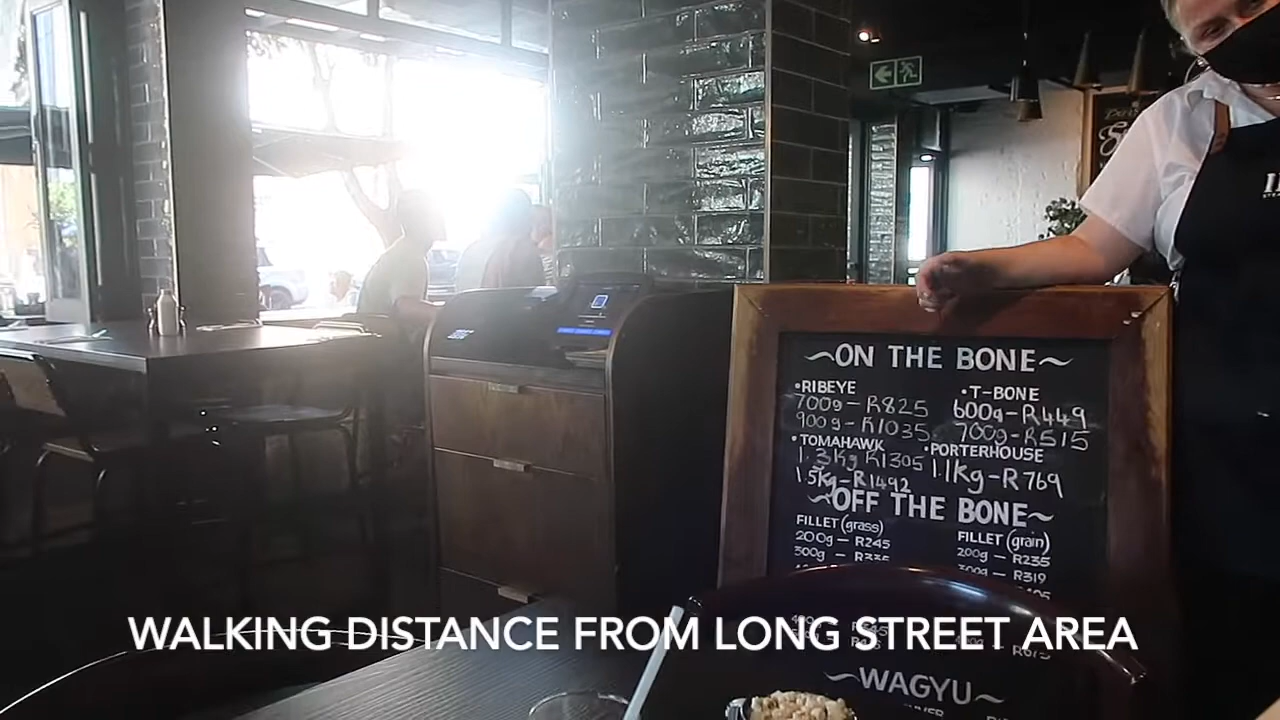 ~ON THE BONE~
•RIBEYE •T-BONE
700g — R825 600g-R449
900g — R1035 700g-R515
•TOMAHAWK •PORTERHOUSE
1.3Kg R1305 1.1Kg-R769
1.5Kg-R1492
~OFF THE BONE~
FILLET (grass) FILLET (grain)
200g — R245 200g — R235
300g — R335 300g — R319
WALKING DISTANCE FROM LONG STREET AREA
~WAGYU~